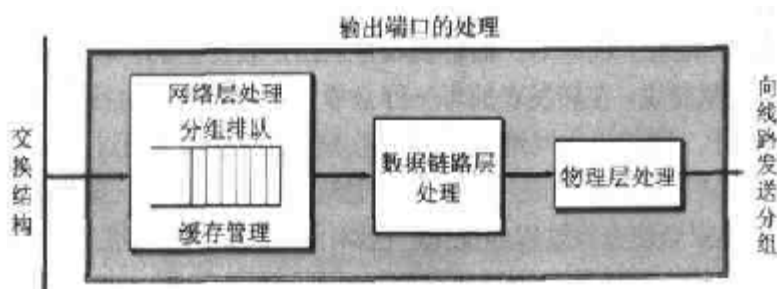 输出端口的处理
交换结构
网络层处理
分组排队
缓存管理
数据链路层
处理
物理层处理
向线路发送分组